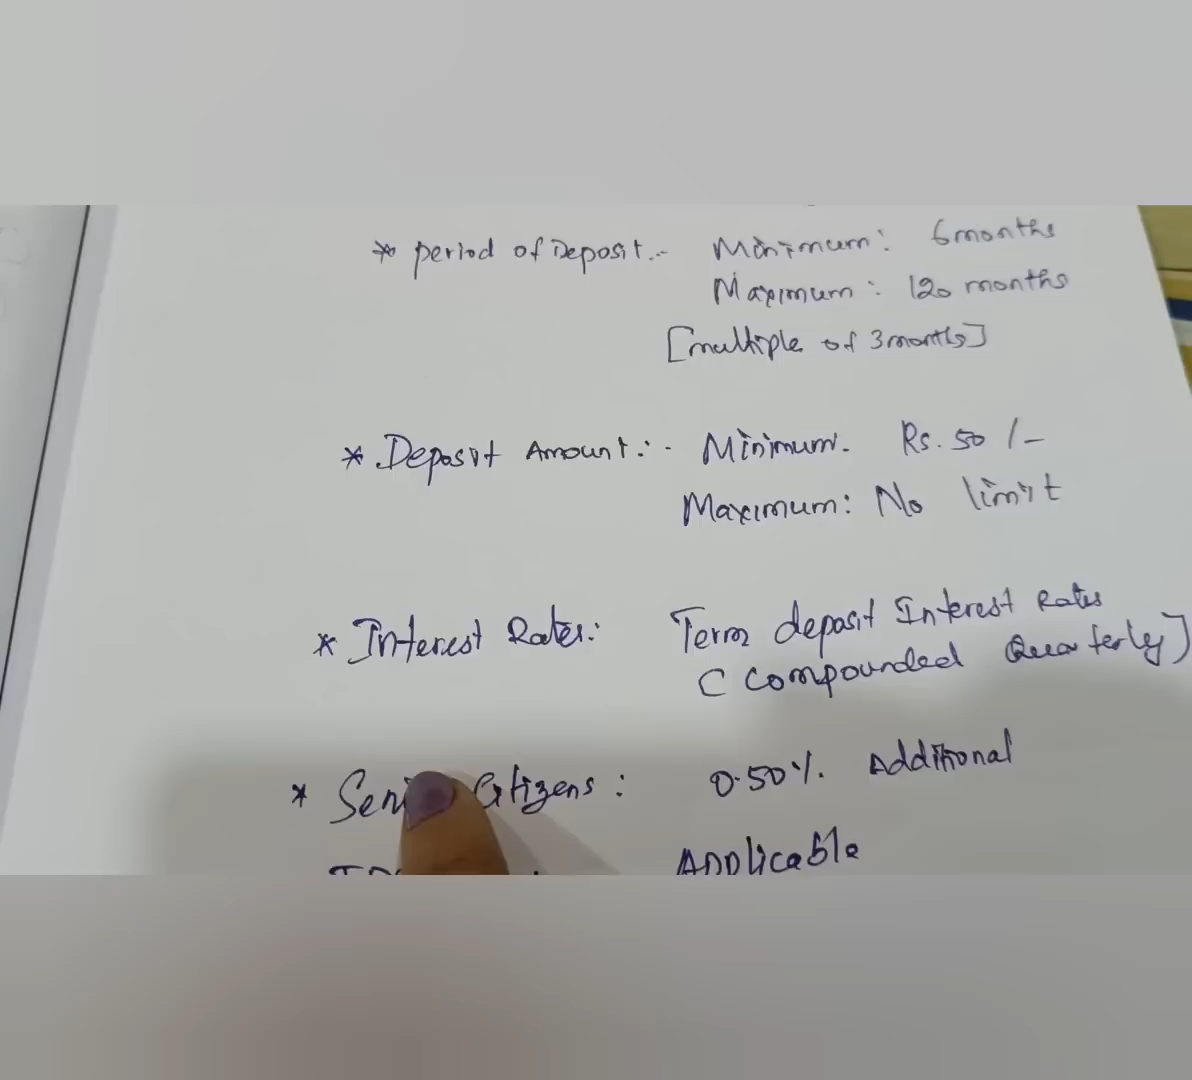 * Period of Deposit:- Minimum: 6 months
Maximum: 120 months
[multiple of 3 months]
* Deposit Amount:- Minimum. Rs. 50/-
Maximum: No limit
* Interest Rates: Term deposit Interest Rates
( Compounded Quarterly]
* Citizens: 0.50% Additional
Applicable